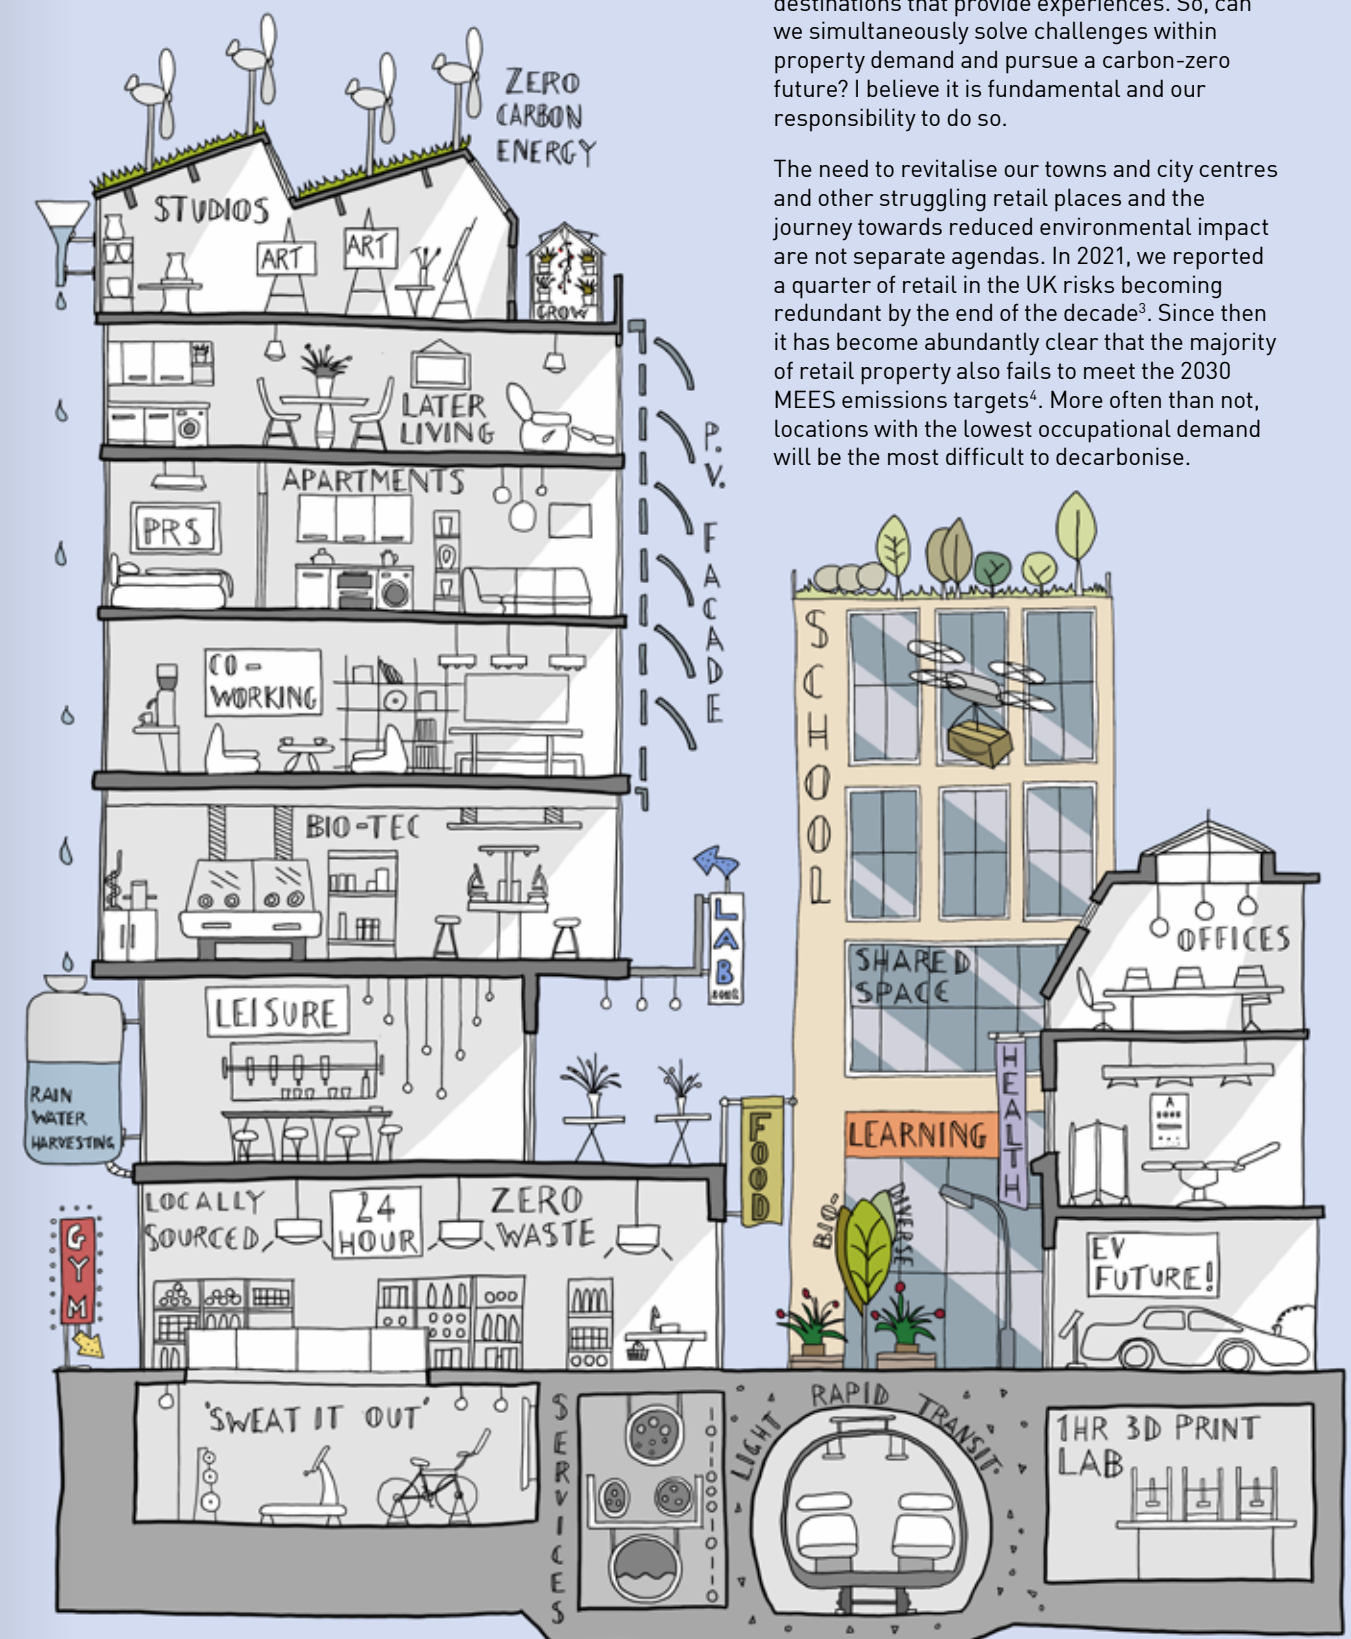 destinations that provide experiences. So, can
we simultaneously solve challenges within
property demand and pursue a carbon-zero
future? I believe it is fundamental and our
responsibility to do so.
The need to revitalise our towns and city centres
and other struggling retail places and the
journey towards reduced environmental impact
are not separate agendas. In 2021, we reported
a quarter of retail in the UK risks becoming
redundant by the end of the decade³. Since then
it has become abundantly clear that the majority
of retail property also fails to meet the 2030
MEES emissions targets⁴. More often than not,
locations with the lowest occupational demand
will be the most difficult to decarbonise.
ZERO
CARBON
ENERGY
STUDIOS
ART
ART
GROW
LATER
LIVING
APARTMENTS
PRS
P.V. FACADE
CO-
WORKING
BIO-TEC
LAB
LEISURE
RAIN
WATER
HARVESTING
FOOD
LOCALLY
SOURCED
24
HOUR
ZERO
WASTE
GYM
'SWEAT IT OUT'
SERVICES
LIGHT RAPID TRANSIT
SCHOOL
SHARED
SPACE
LEARNING
HEALTH
BIO-
DIVERSE
OFFICES
A
EV
FUTURE!
1HR 3D PRINT
LAB